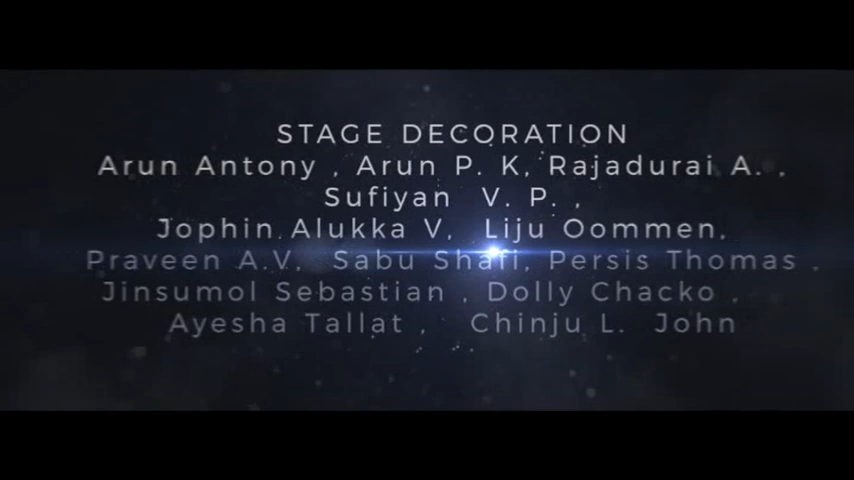 STAGE DECORATION
Arun Antony , Arun P. K, Rajadurai A. ,
Sufiyan V. P. ,
Jophin Alukka V, Liju Oommen,
Praveen A.V, Sabu Shafi, Persis Thomas ,
Jinsumol Sebastian , Dolly Chacko ,
Ayesha Tallat , Chinju L. John